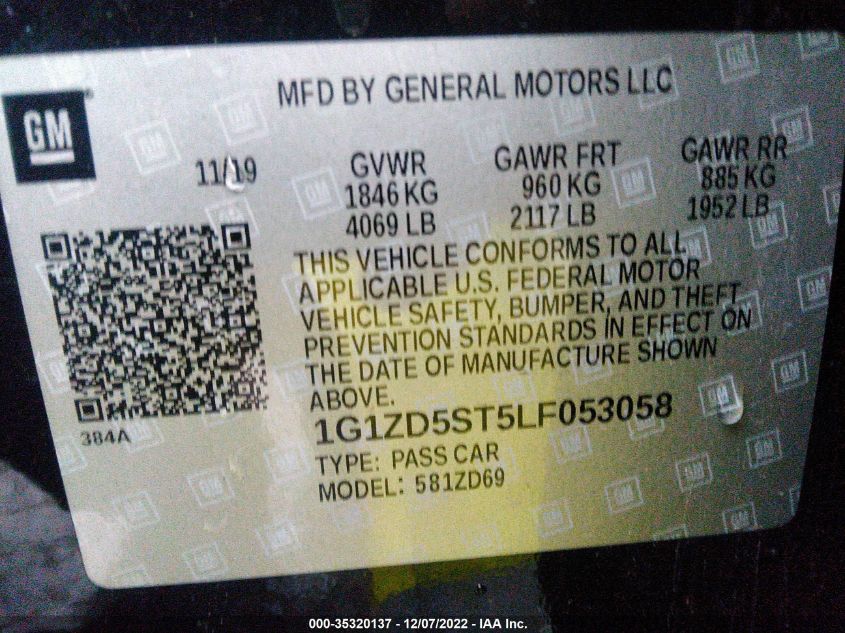 MFD BY GENERAL MOTORS LLC
GM
11/19
GVWR
1846 KG
4069 LB
GAWR FRT
960 KG
2117 LB
GAWR RR
885 KG
1952 LB
THIS VEHICLE CONFORMS TO ALL
APPLICABLE U.S. FEDERAL MOTOR
VEHICLE SAFETY, BUMPER, AND THEFT
PREVENTION STANDARDS IN EFFECT ON
THE DATE OF MANUFACTURE SHOWN
ABOVE.
384A
1G1ZD5ST5LF053058
TYPE: PASS CAR
MODEL: 581ZD69
000-35320137 - 12/07/2022 - IAA Inc.